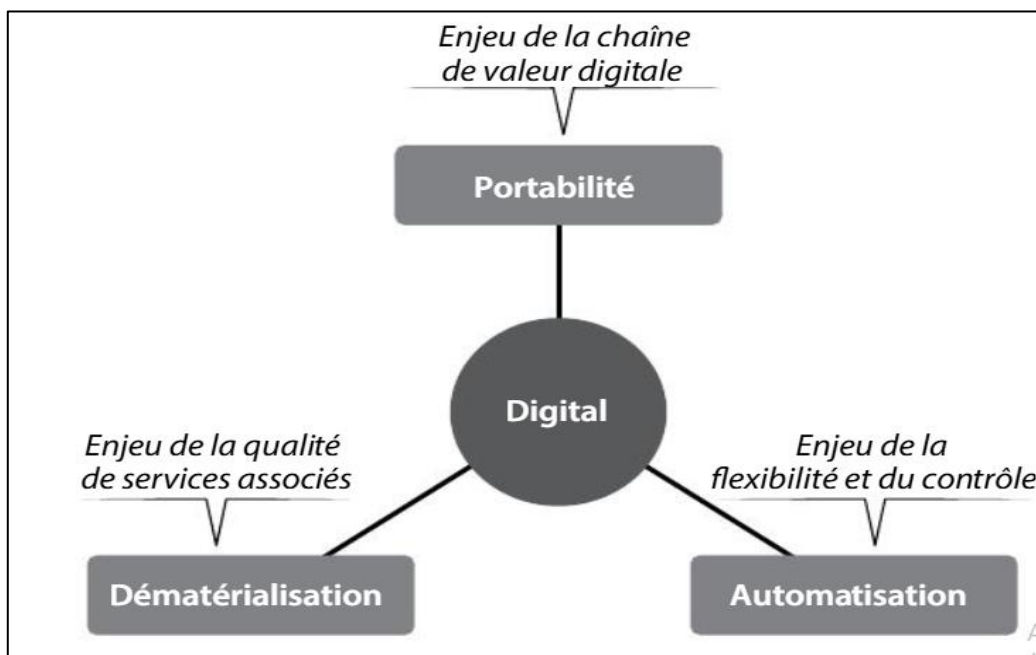 Enjeu de la chaîne
de valeur digitale
Portabilité
Digital
Enjeu de la qualité
de services associés
Enjeu de la
flexibilité et du contrôle
Dématérialisation
Automatisation
A